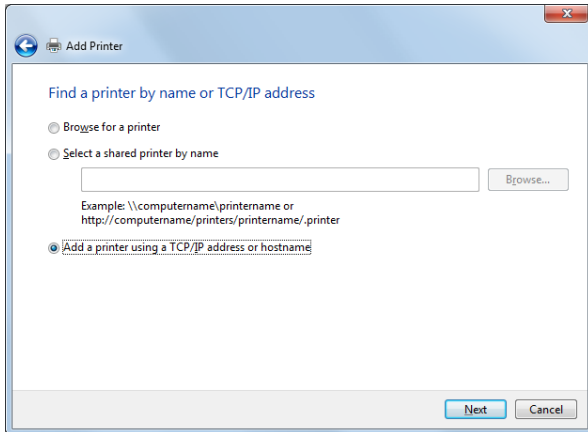 Add Printer
Find a printer by name or TCP/IP address
Browse for a printer
Select a shared printer by name
Browse...
Example: \\computername\printername or
http://computername/printers/printername/.printer
Add a printer using a TCP/IP address or hostname
Next Cancel